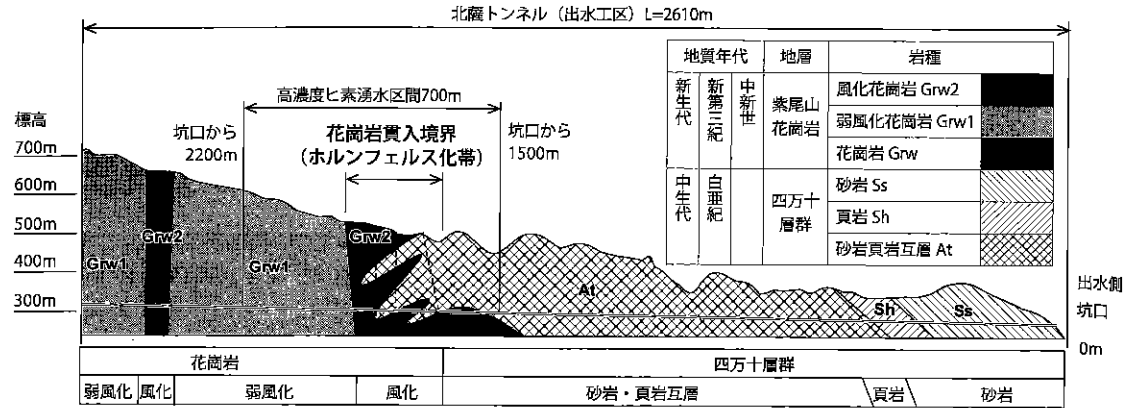 北薩トンネル（出水工区）L=2610m
地質年代 地層 岩種
新生代 新第三紀 中新世 紫尾山花崗岩
風化花崗岩 Grw2
弱風化花崗岩 Grw1
花崗岩 Grw
中生代 白亜紀 四万十層群
砂岩 Ss
頁岩 Sh
砂岩頁岩互層 At
高濃度ヒ素湧水区間700m
標高
坑口から
2200m
花崗岩貫入境界
（ホルンフェルス化帯）
坑口から
1500m
700m
600m
500m
400m
300m
Grw1
Grw2
Grw1
Grw2
At
Sh
Ss
出水側
坑口
0m
花崗岩 四万十層群
弱風化 風化 弱風化 風化 砂岩・頁岩互層 頁岩 砂岩